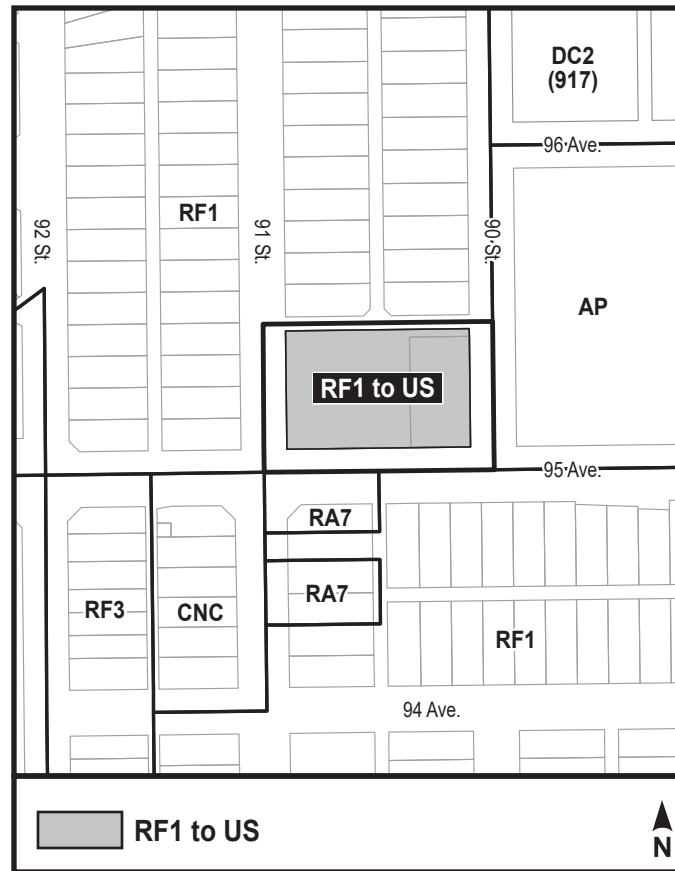 DC2
(917)
96 Ave.
RF1
92 St.
91 St.
90 St.
AP
RF1 to US
95 Ave.
RA7
RA7
RF3
CNC
RF1
94 Ave.
RF1 to US
N